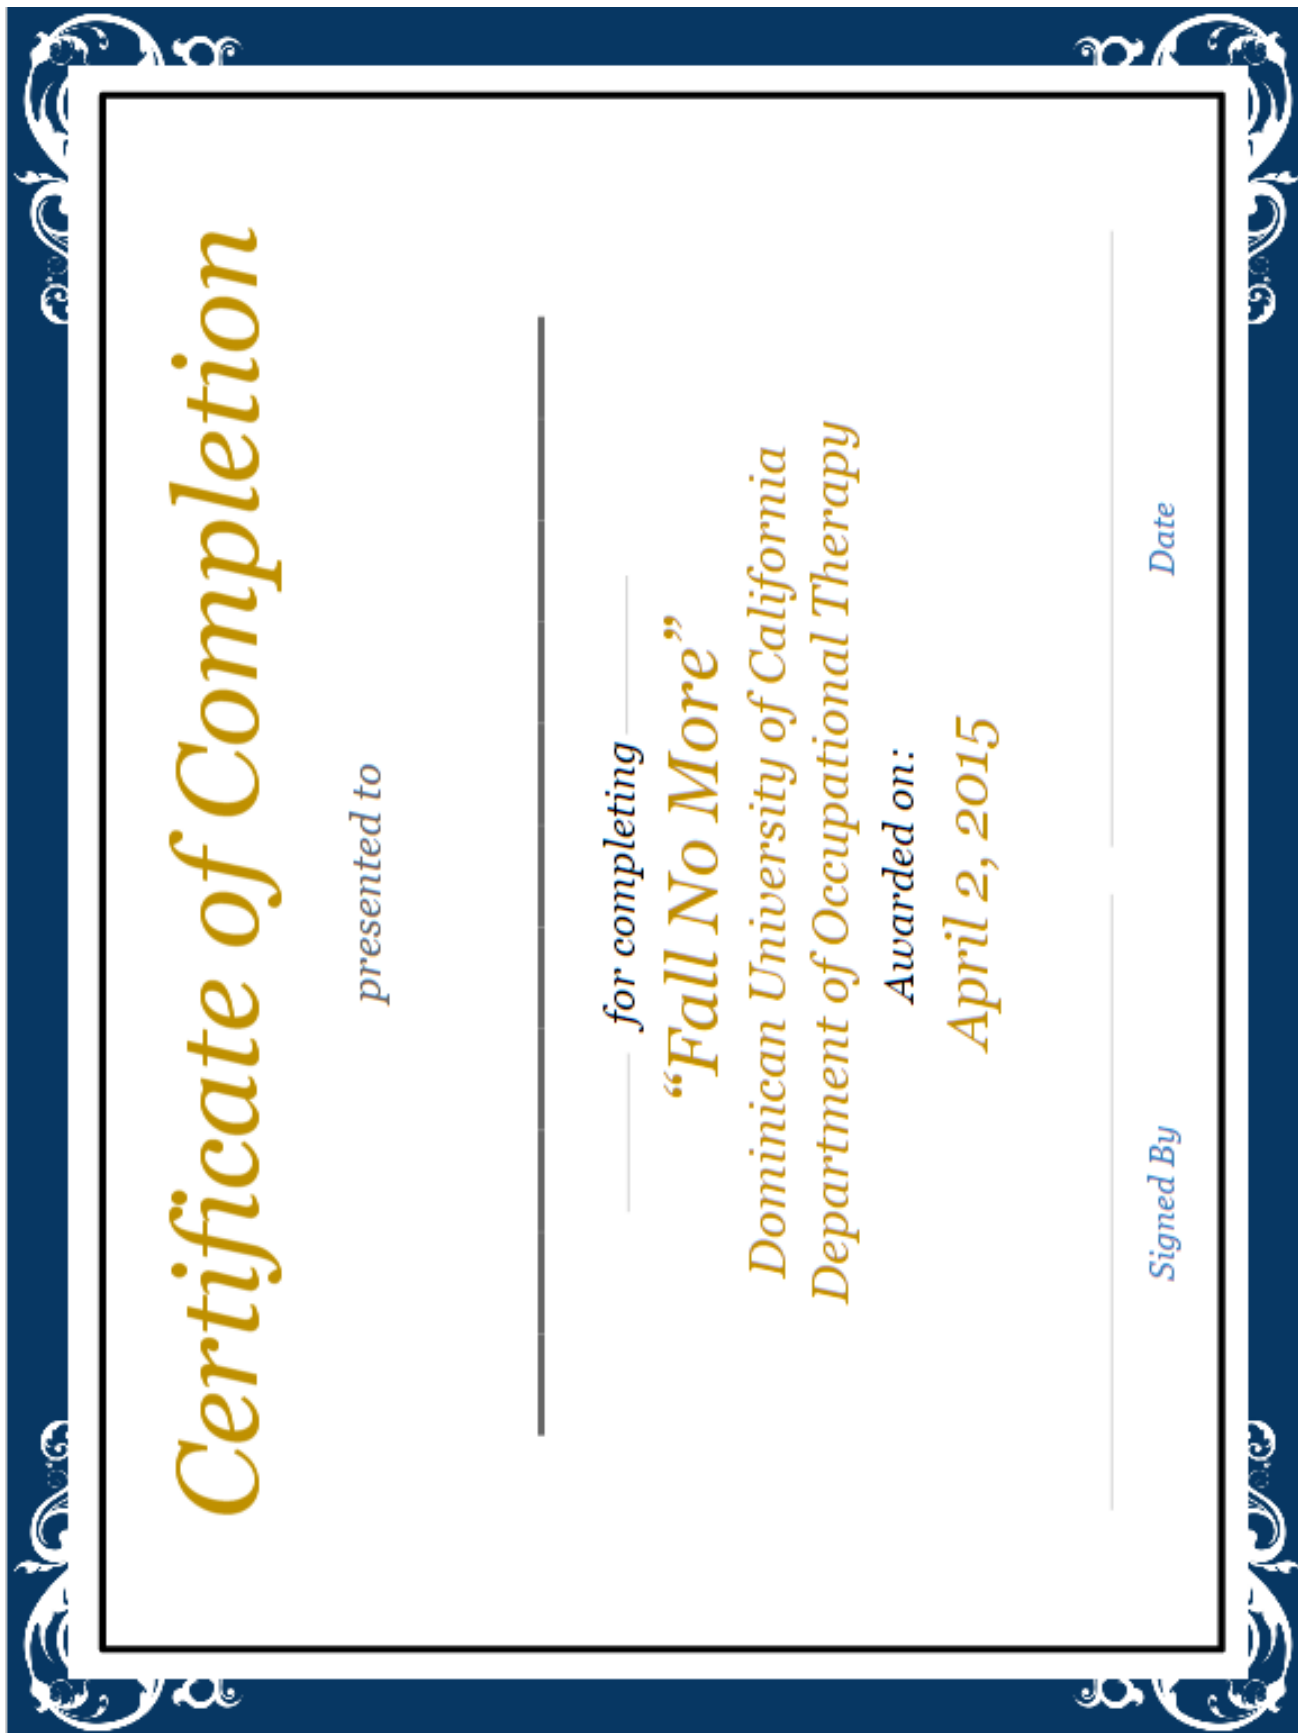 Certificate of Completion
presented to
for completing
“Fall No More”
Dominican University of California
Department of Occupational Therapy
Awarded on:
April 2, 2015
Signed By
Date